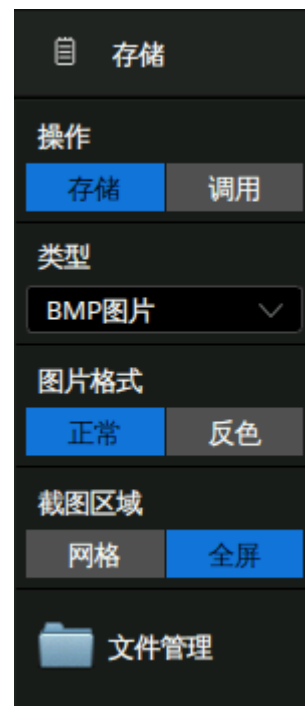 存储
操作
存储 调用
类型
BMP图片
图片格式
正常 反色
截图区域
网格 全屏
文件管理